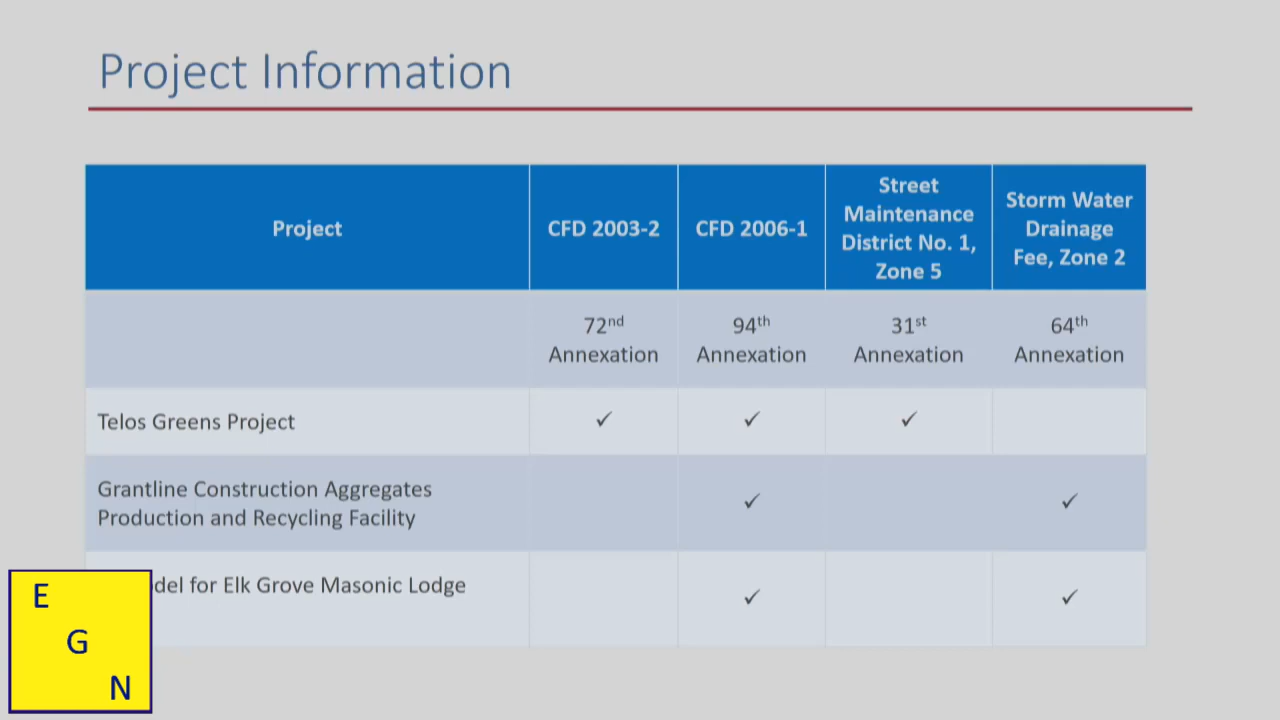 Project Information
Project
CFD 2003-2
CFD 2006-1
Street
Maintenance
District No. 1,
Zone 5
Storm Water
Drainage
Fee, Zone 2
72nd
Annexation
94th
Annexation
31st
Annexation
64th
Annexation
Telos Greens Project
✓ ✓ ✓
Grantline Construction Aggregates
Production and Recycling Facility
✓ ✓
for Elk Grove Masonic Lodge
✓ ✓
E
G
N